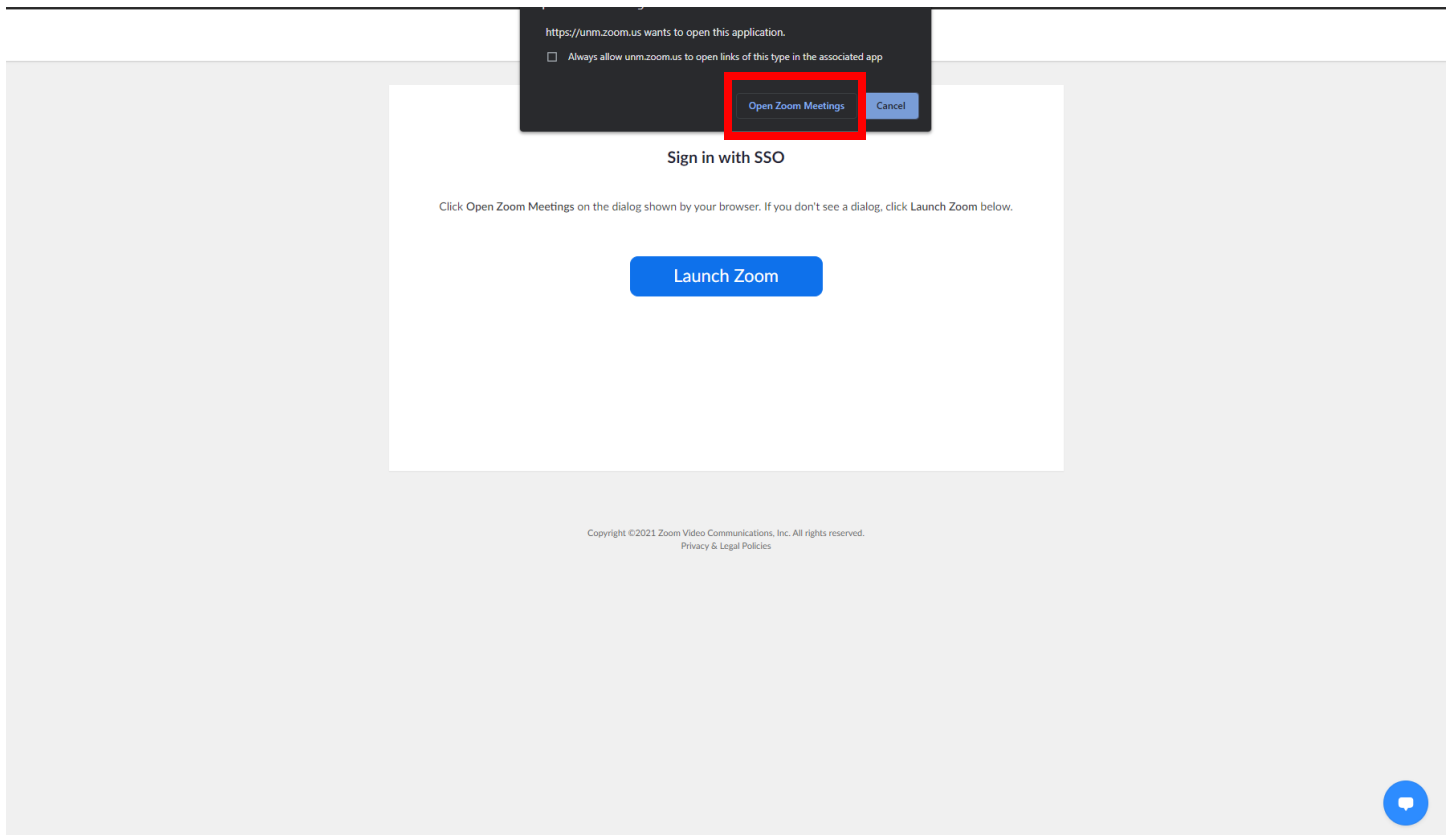 https://unm.zoom.us wants to open this application.
Always allow unm.zoom.us to open links of this type in the associated app
Open Zoom Meetings Cancel
Sign in with SSO
Click Open Zoom Meetings on the dialog shown by your browser. If you don't see a dialog, click Launch Zoom below.
Launch Zoom
Copyright ©2021 Zoom Video Communications, Inc. All rights reserved.
Privacy & Legal Policies